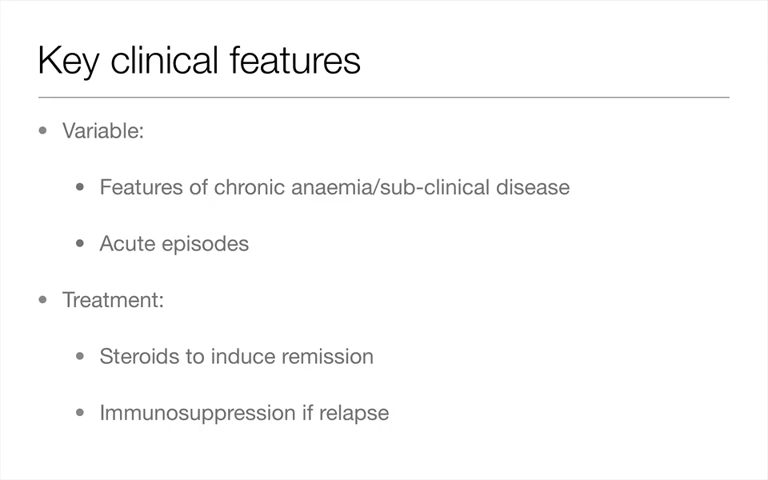 Key clinical features
• Variable:
• Features of chronic anaemia/sub-clinical disease
• Acute episodes
• Treatment:
• Steroids to induce remission
• Immunosuppression if relapse